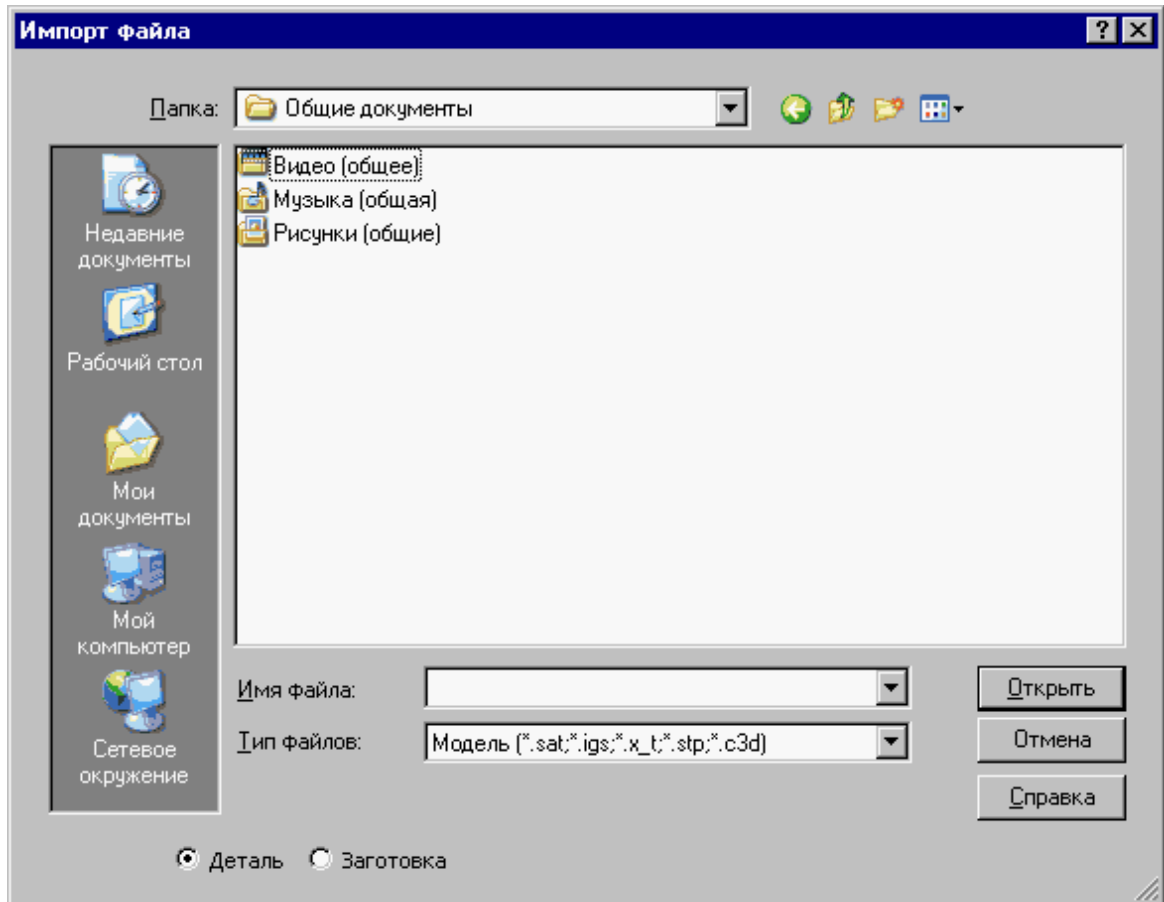 Импорт файла
Папка: Общие документы
Видео (общее)
Музыка (общая)
Рисунки (общие)
Недавние
документы
Рабочий стол
Мои
документы
Мой
компьютер
Сетевое
окружение
Имя файла:
Открыть
Тип файлов: Модель (*.sat;*.igs;*.x_t;*.stp;*.c3d)
Отмена
Справка
Деталь Заготовка